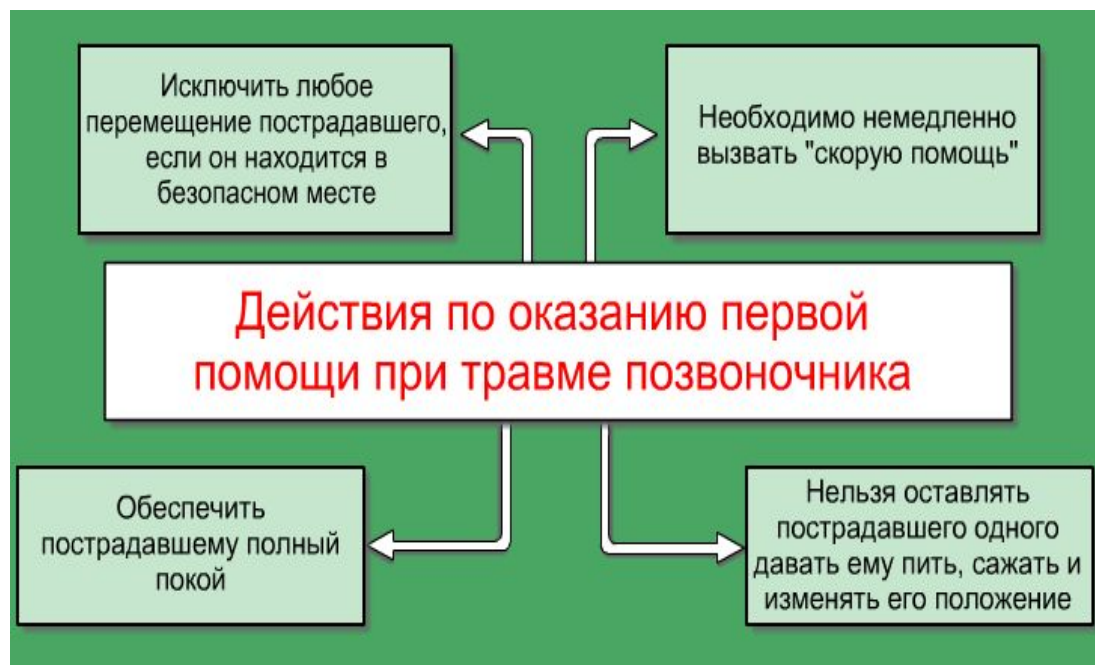 Исключить любое
перемещение пострадавшего,
если он находится в
безопасном месте
Необходимо немедленно
вызвать "скорую помощь"
Действия по оказанию первой
помощи при травме позвоночника
Обеспечить
пострадавшему полный
покой
Нельзя оставлять
пострадавшего одного
давать ему пить, сажать и
изменять его положение